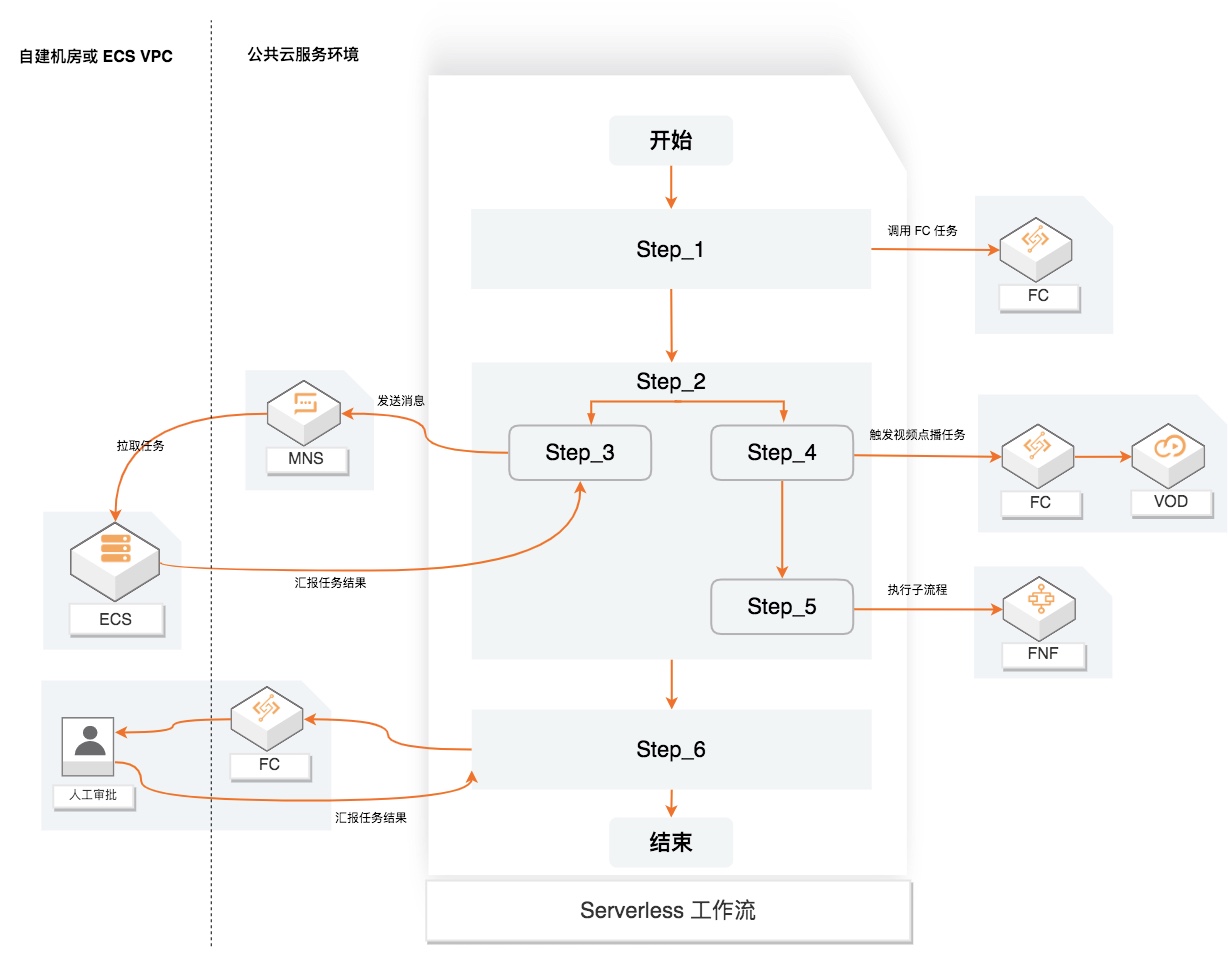 自建机房或 ECS VPC
公共云服务环境
开始
Step_1
调用 FC 任务
FC
Step_2
发送消息
MNS
拉取任务
Step_3
Step_4
触发视频点播任务
FC
VOD
ECS
汇报任务结果
Step_5
执行子流程
FNF
FC
人工审批
汇报任务结果
Step_6
结束
Serverless 工作流